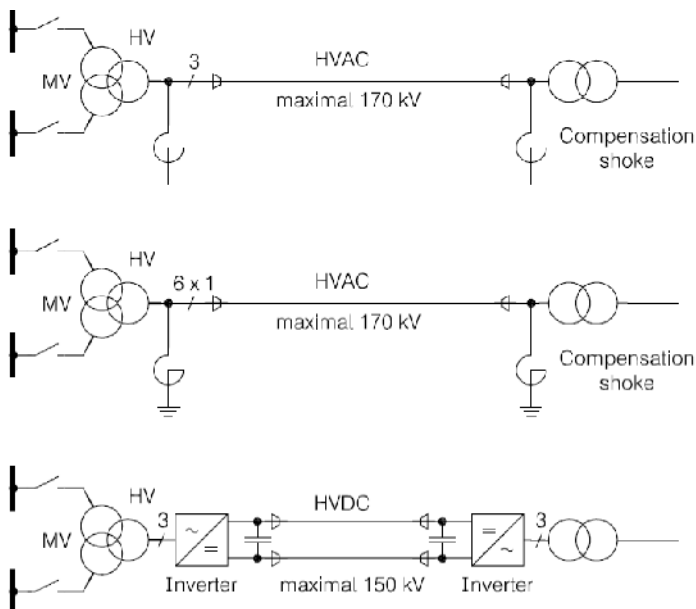 HV
MV
3
HVAC
maximal 170 kV
Compensation
shoke
HV
MV
6 x 1
HVAC
maximal 170 kV
Compensation
shoke
HV
MV
3
~
=
Inverter
HVDC
maximal 150 kV
=
~
Inverter
3